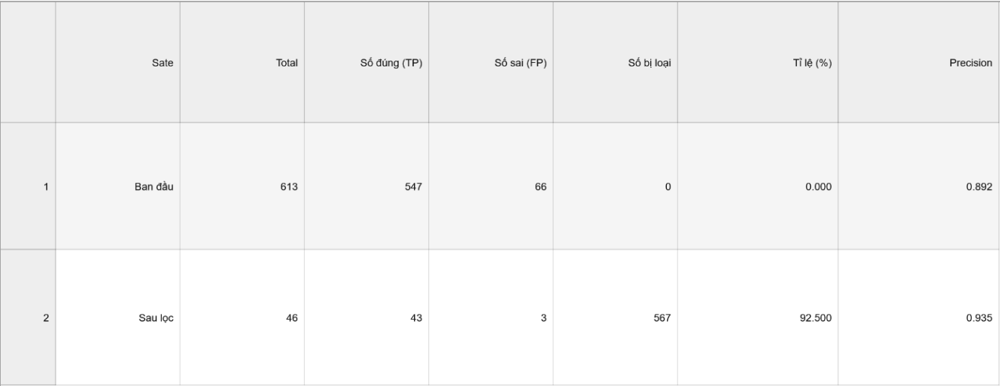 Sate Total Số đúng (TP) Số sai (FP) Số bị loại Tỉ lệ (%) Precision
1 Ban đầu 613 547 66 0 0.000 0.892
2 Sau lọc 46 43 3 567 92.500 0.935